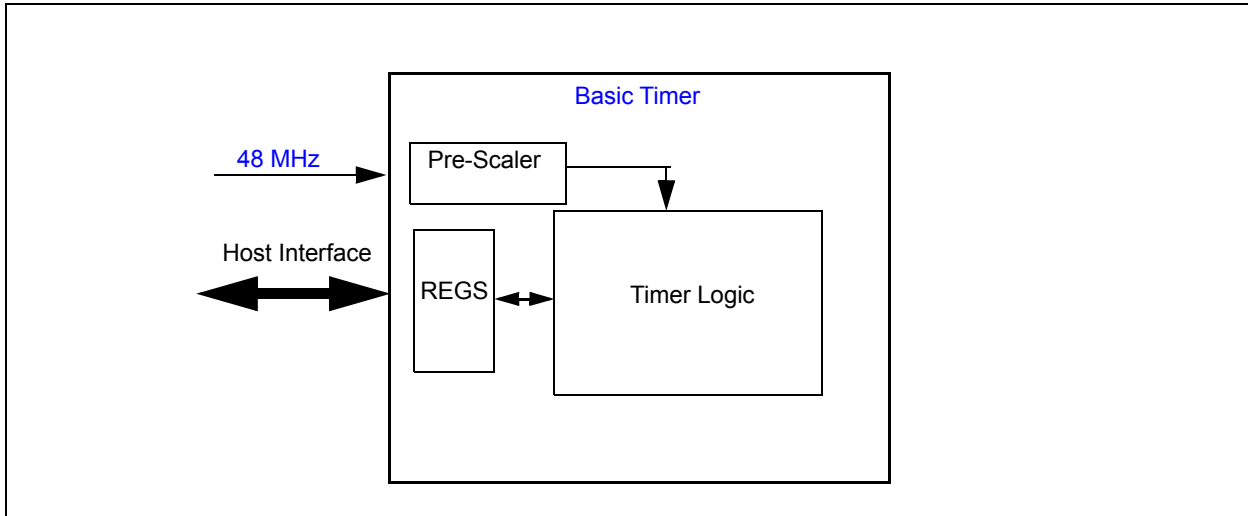 Basic Timer
48 MHz
Pre-Scaler
Host Interface
REGS
Timer Logic